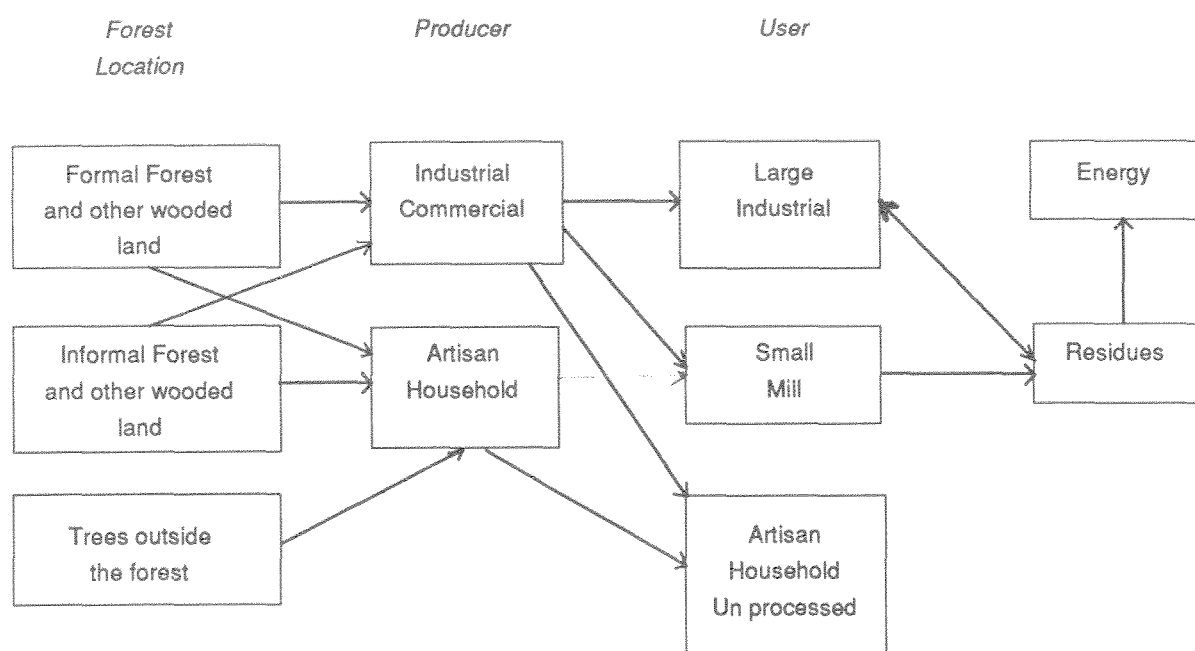 Forest
Location
Producer
User
Formal Forest
and other wooded
land
Industrial
Commercial
Large
Industrial
Energy
Informal Forest
and other wooded
land
Artisan
Household
Small
Mill
Residues
Trees outside
the forest
Artisan
Household
Un processed